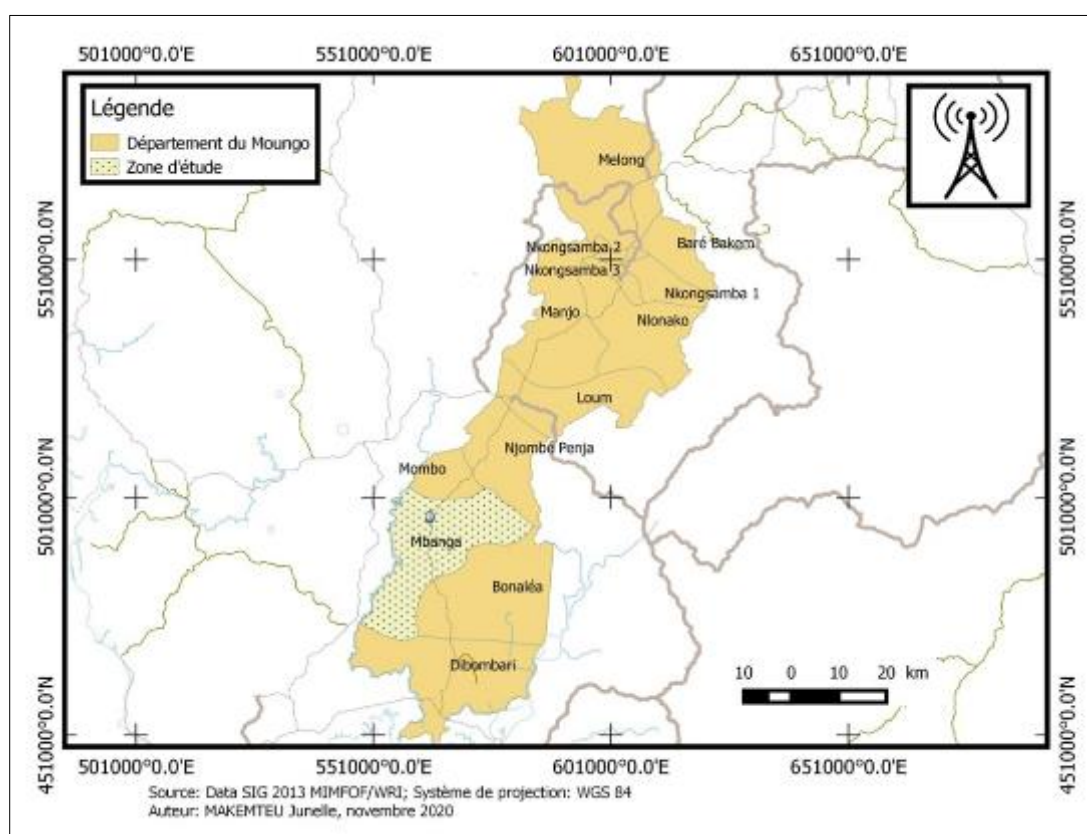 501000°0.0'E 551000°0.0'E 601000°0.0'E 651000°0.0'E
Légende
Département du Moungo
Zone d'étude
Melong
551000°0.0'N
551000°0.0'N
Nkongsamba 2
Baré Bakem
Nkongsamba 3
Nkongsamba 1
Manjo
Nlonako
Loum
Njombé Penja
Mombo
501000°0.0'N
501000°0.0'N
Mbanga
Bonaléa
Dibombari
10 0 10 20 km
451000°0.0'N
451000°0.0'N
501000°0.0'E 551000°0.0'E 601000°0.0'E 651000°0.0'E
Source: Data SIG 2013 MIMFOF/WRI; Système de projection: WGS 84
Auteur: MAKEMTEU Junelle, novembre 2020